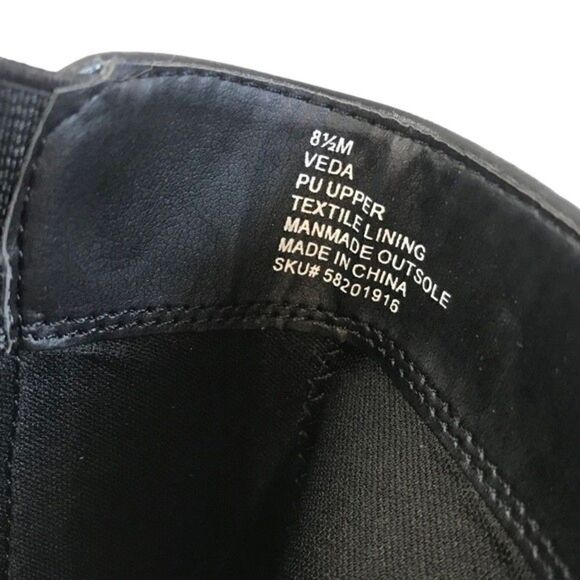 8½M
VEDA
PU UPPER
TEXTILE LINING
MANMADE OUTSOLE
MADE IN CHINA
SKU# 58201916